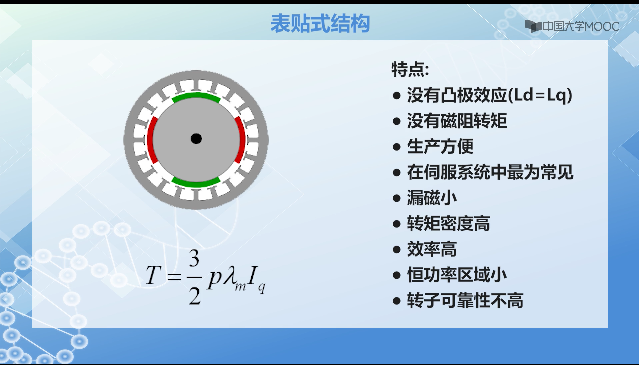 表贴式结构
中国大学MOOC
特点:
● 没有凸极效应(Ld=Lq)
● 没有磁阻转矩
● 生产方便
● 在伺服系统中最为常见
● 漏磁小
● 转矩密度高
● 效率高
● 恒功率区域小
● 转子可靠性不高
T = 3/2 pλₘI_q